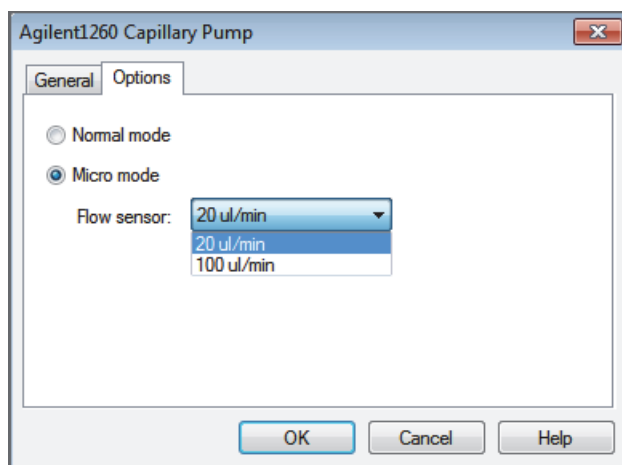 Agilent1260 Capillary Pump
General Options
Normal mode
Micro mode
Flow sensor: 20 ul/min
20 ul/min
100 ul/min
OK Cancel Help